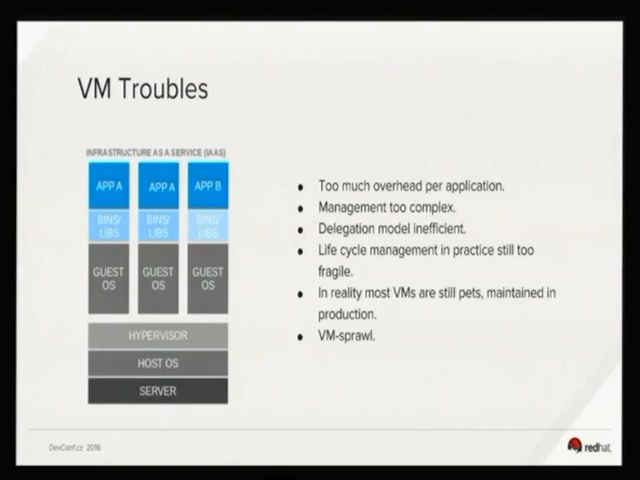 VM Troubles
INFRASTRUCTURE AS A SERVICE (IAAS)
APP A
APP A
APP B
BINS/
LIBS
BINS/
LIBS
BINS/
LIBS
GUEST
OS
GUEST
OS
GUEST
OS
HYPERVISOR
HOST OS
SERVER
● Too much overhead per application.
● Management too complex.
● Delegation model inefficient.
● Life cycle management in practice still too
fragile.
● In reality most VMs are still pets, maintained in
production.
● VM-sprawl.
DevConf.cz 2016
redhat.